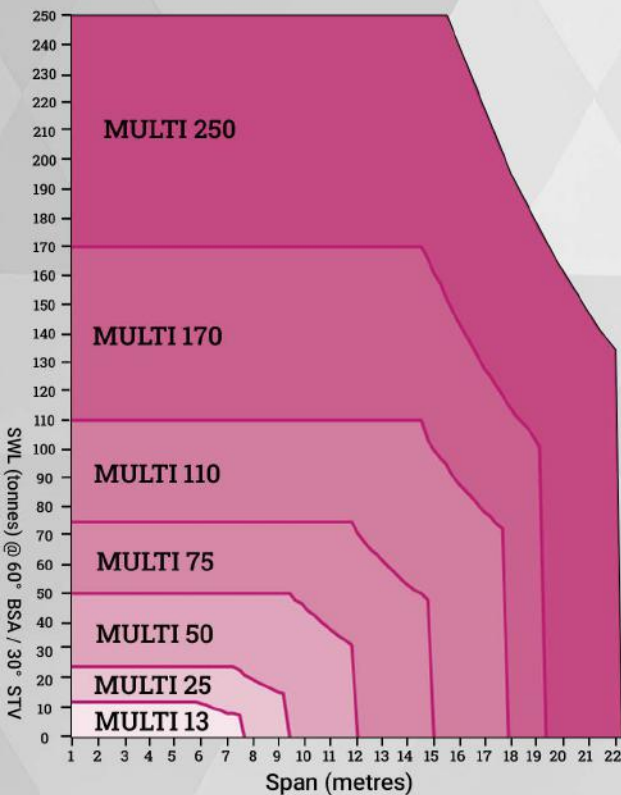 250
240
230
220
210
200
190
180
170
160
150
140
130
120
110
100
90
80
70
60
50
40
30
20
10
0
SWL (tonnes) @ 60° BSA / 30° STV
MULTI 250
MULTI 170
MULTI 110
MULTI 75
MULTI 50
MULTI 25
MULTI 13
1 2 3 4 5 6 7 8 9 10 11 12 13 14 15 16 17 18 19 20 21 22
Span (metres)